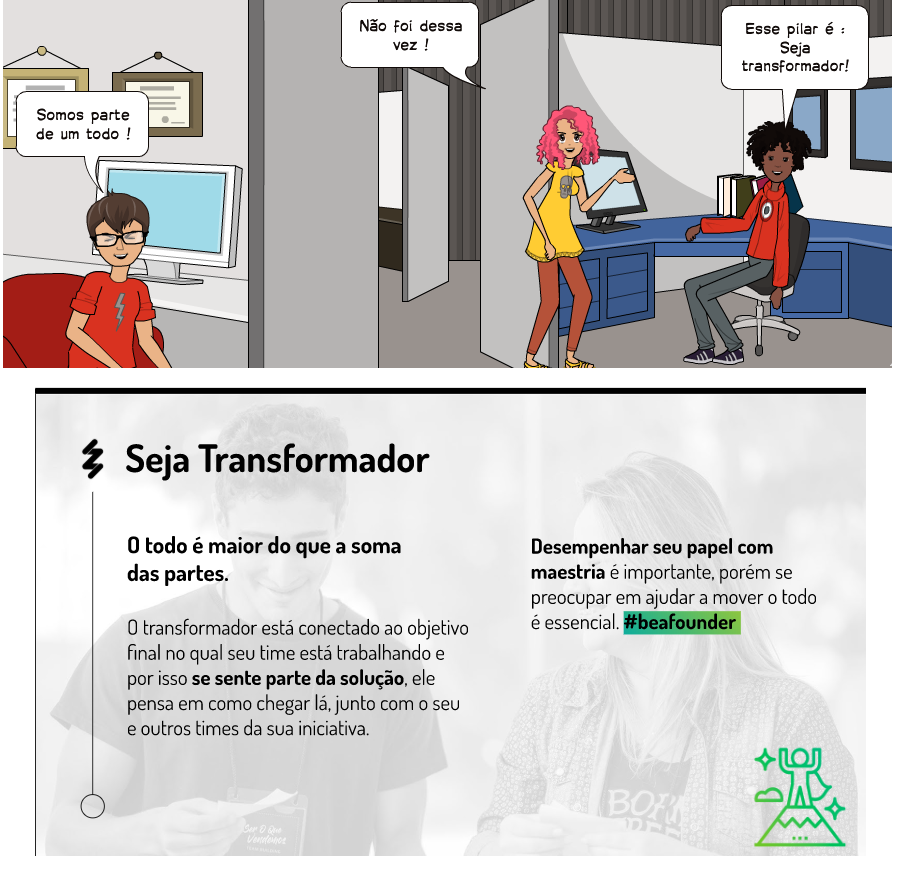 Somos parte
de um todo !
Não foi dessa
vez !
Esse pilar é :
Seja
transformador!
Seja Transformador
O todo é maior do que a soma
das partes.
O transformador está conectado ao objetivo
final no qual seu time está trabalhando e
por isso se sente parte da solução, ele
pensa em como chegar lá, junto com o seu
e outros times da sua iniciativa.
Desempenhar seu papel com
maestria é importante, porém se
preocupar em ajudar a mover o todo
é essencial. #beafounder
Ser O Que
Vendemos